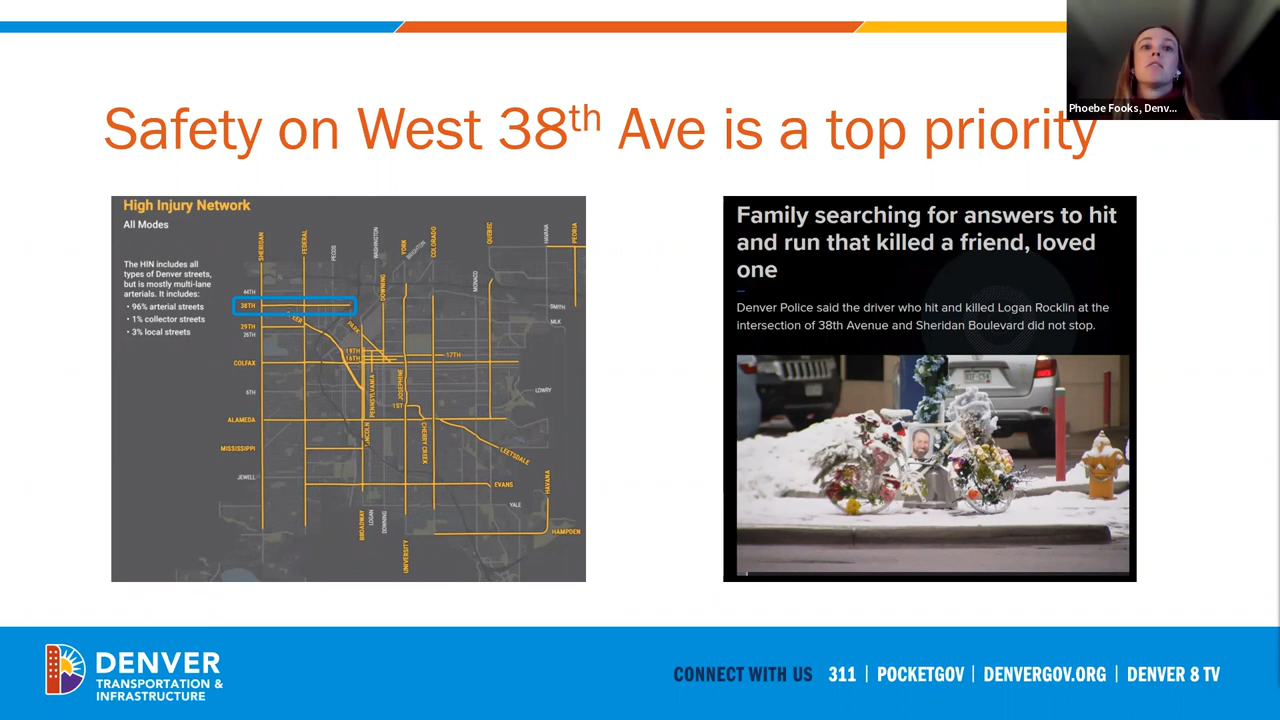 Phoebe Fooks, Denv...
Safety on West 38th Ave is a top priority
High Injury Network
All Modes
The HIN includes all
types of Denver streets,
but is mostly multi-lane
arterials. It includes:
• 96% arterial streets
• 1% collector streets
• 3% local streets
SHERIDAN
FEDERAL
PECOS
WASHINGTON
YORK
BRIGHTON
COLORADO
QUEBEC
HAVANA
PEORIA
MONACO
DOWNING
44TH
38TH
SMITH
MLK
PARK
29TH
26TH
19TH
16TH
17TH
COLFAX
PENNSYLVANIA
JOSEPHINE
6TH
LOWRY
1ST
ALAMEDA
CHERRY CREEK
MISSISSIPPI
LEETSDALE
JEWELL
EVANS
HAVANA
YALE
BROADWAY
LOGAN
DOWNING
UNIVERSITY
HAMPDEN
Family searching for answers to hit
and run that killed a friend, loved
one
Denver Police said the driver who hit and killed Logan Rocklin at the
intersection of 38th Avenue and Sheridan Boulevard did not stop.
DENVER
TRANSPORTATION &
INFRASTRUCTURE
CONNECT WITH US 311 | POCKETGOV | DENVERGOV.ORG | DENVER 8 TV